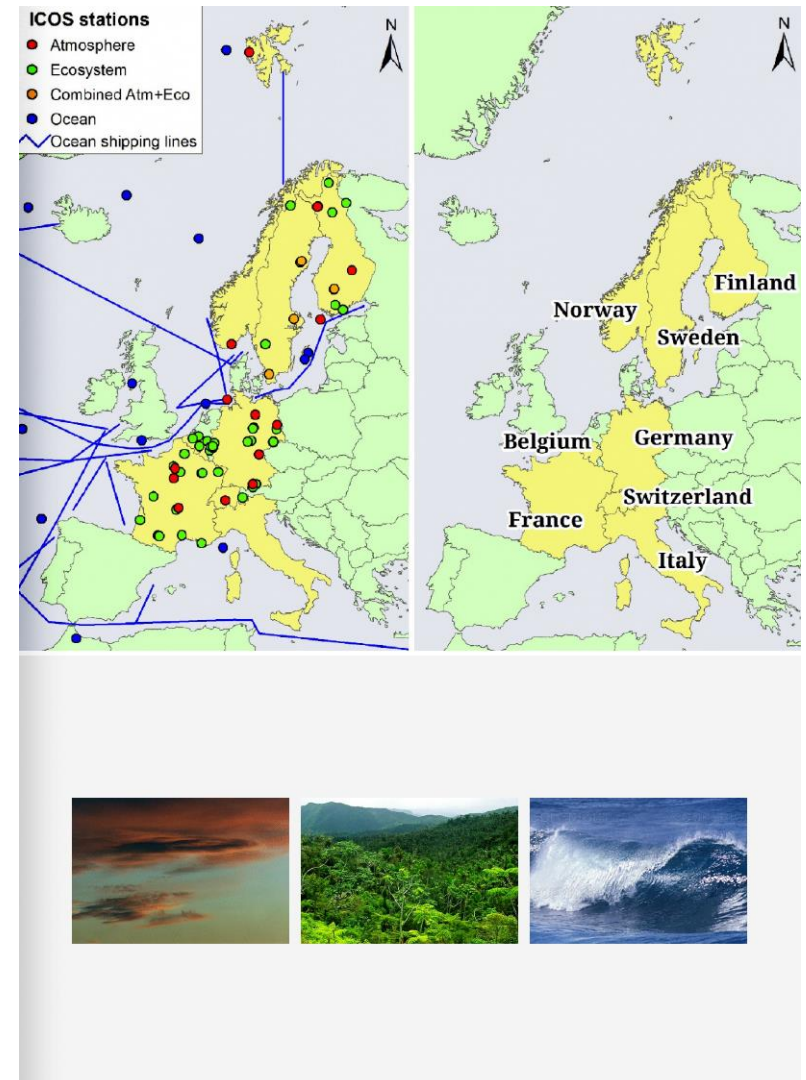 ICOS stations
Atmosphere
Ecosystem
Combined Atm+Eco
Ocean
Ocean shipping lines
N
N
Finland
Norway
Sweden
Belgium
Germany
Switzerland
France
Italy